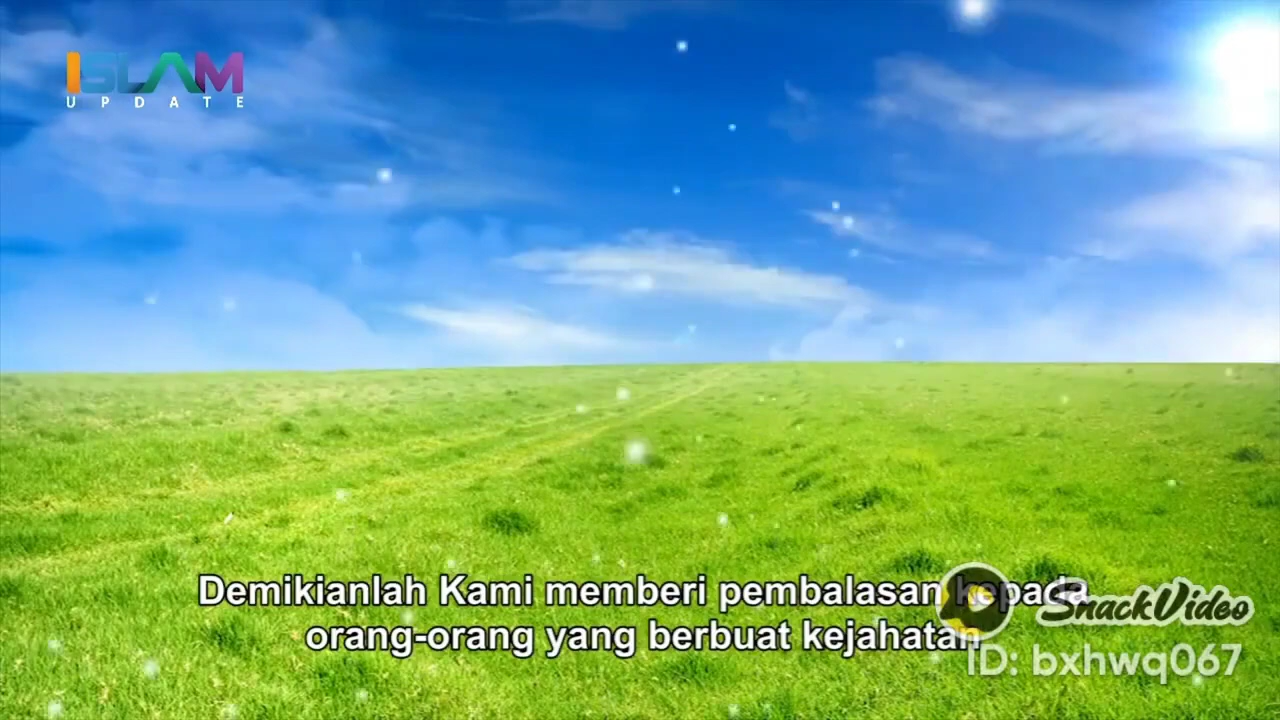 ISLAM
UPDATE
Demikianlah Kami memberi pembalasan kepada
orang-orang yang berbuat kejahatan
SnackVideo
ID: bxhwq067